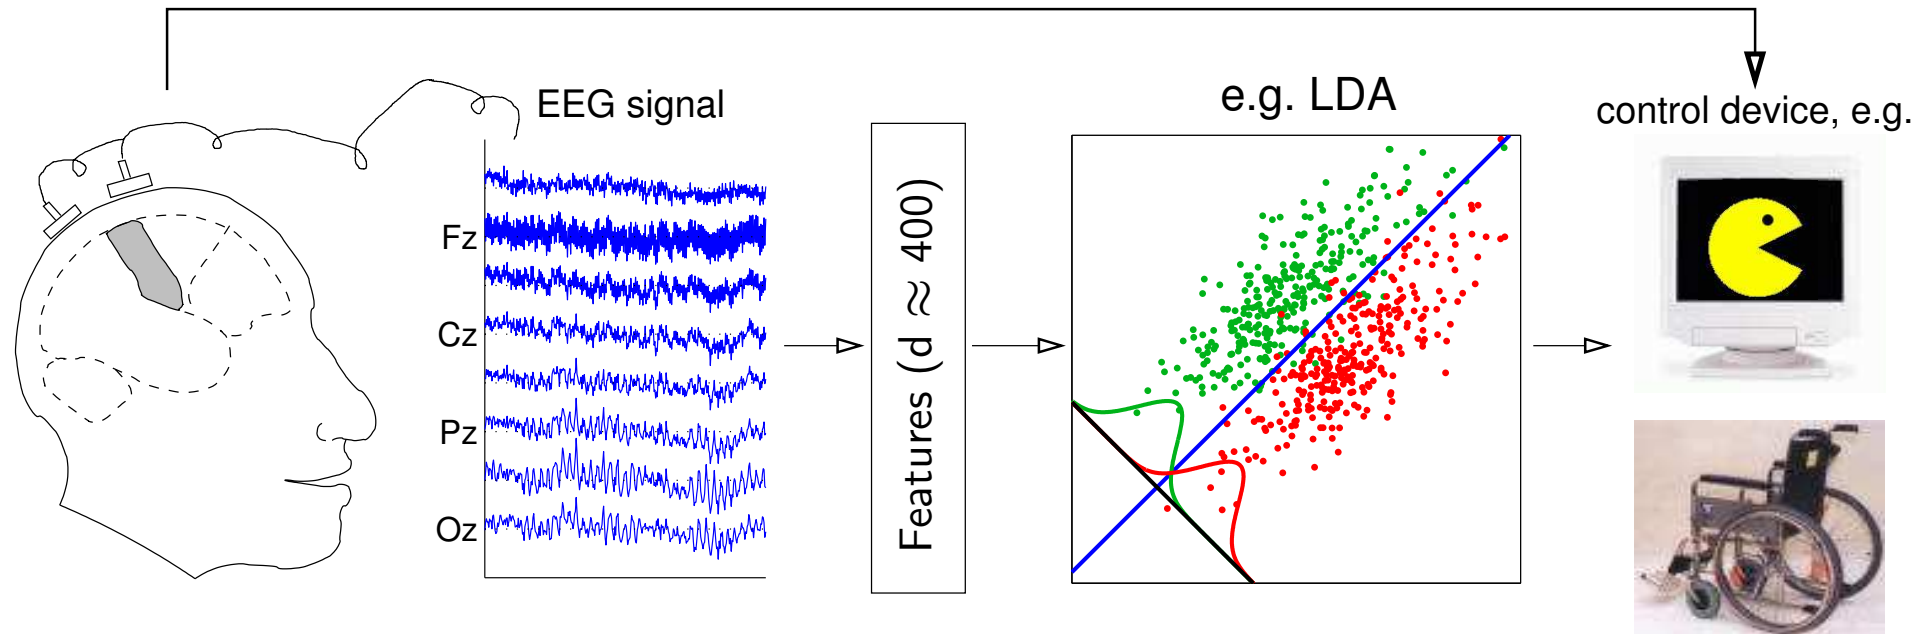 EEG signal
Fz
Cz
Pz
Oz
Features (d ≈ 400)
e.g. LDA
control device, e.g.